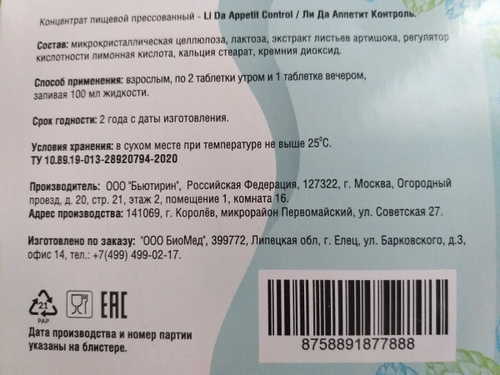 Концентрат пищевой прессованный - Li Da Appetit Control / Ли Да Аппетит Контроль.
Состав: микрокристаллическая целлюлоза, лактоза, экстракт листьев артишока, регулятор
кислотности лимонная кислота, кальция стеарат, кремния диоксид.
Способ применения: взрослым, по 2 таблетки утром и 1 таблетке вечером,
запивая 100 мл жидкости.
Срок годности: 2 года с даты изготовления.
Условия хранения: в сухом месте при температуре не выше 25°С.
ТУ 10.89.19-013-28920794-2020
Производитель: ООО "Бьютирин", Российская Федерация, 127322, г. Москва, Огородный
проезд, д. 20, стр. 21, этаж 2, помещение 1, комната 16.
Адрес производства: 141069, г. Королёв, микрорайон Первомайский, ул. Советская 27.
Изготовлено по заказу: "ООО БиоМед", 399772, Липецкая обл, г. Елец, ул. Барковского, д.3,
офис 14, тел.: +7(499) 499-02-17.
21
PAP
EAC
Дата производства и номер партии
указаны на блистере.
8758891877888